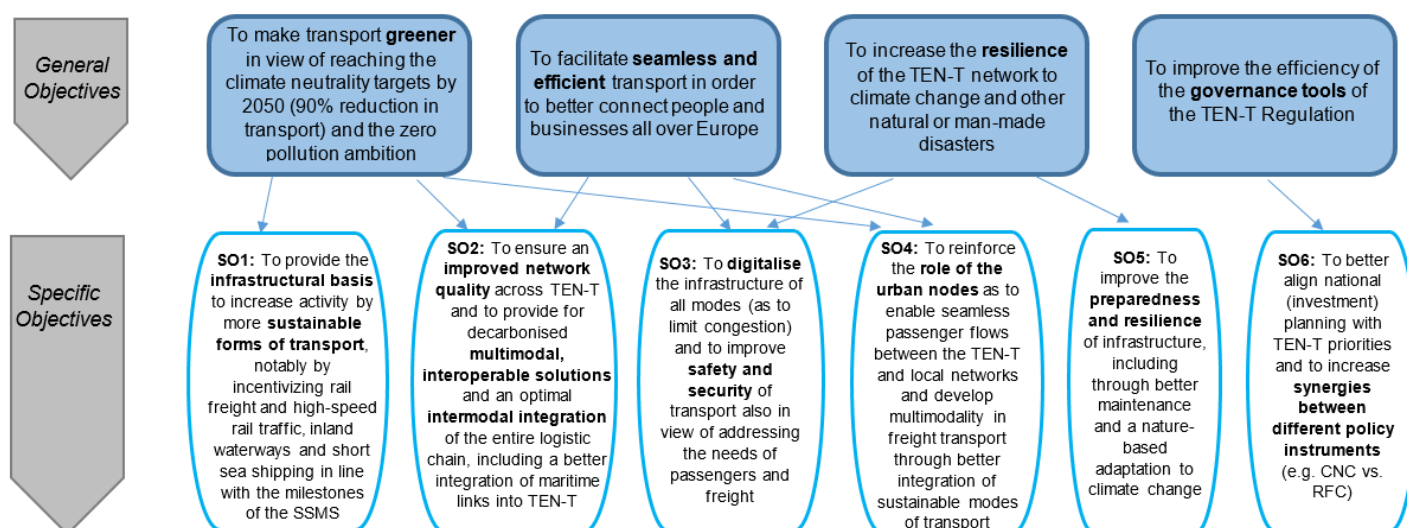 General
Objectives
To make transport greener
in view of reaching the
climate neutrality targets by
2050 (90% reduction in
transport) and the zero
pollution ambition
To facilitate seamless and
efficient transport in order
to better connect people and
businesses all over Europe
To increase the resilience
of the TEN-T network to
climate change and other
natural or man-made
disasters
To improve the efficiency of
the governance tools of
the TEN-T Regulation
Specific
Objectives
SO1: To provide the
infrastructural basis
to increase activity by
more sustainable
forms of transport,
notably by
incentivizing rail
freight and high-speed
rail traffic, inland
waterways and short
sea shipping in line
with the milestones
of the SSMS
SO2: To ensure an
improved network
quality across TEN-T
and to provide for
decarbonised
multimodal,
interoperable solutions
and an optimal
intermodal integration
of the entire logistic
chain, including a better
integration of maritime
links into TEN-T
SO3: To digitalise
the infrastructure of
all modes (as to
limit congestion)
and to improve
safety and
security of
transport also in
view of addressing
the needs of
passengers and
freight
SO4: To reinforce
the role of the
urban nodes as to
enable seamless
passenger flows
between the TEN-T
and local networks
and develop
multimodality in
freight transport
through better
integration of
sustainable modes
of transport
SO5: To
improve the
preparedness
and resilience
of infrastructure,
including
through better
maintenance
and a nature-
based
adaptation to
climate change
SO6: To better
align national
(investment)
planning with
TEN-T priorities
and to increase
synergies between
different policy
instruments
(e.g. CNC vs.
RFC)